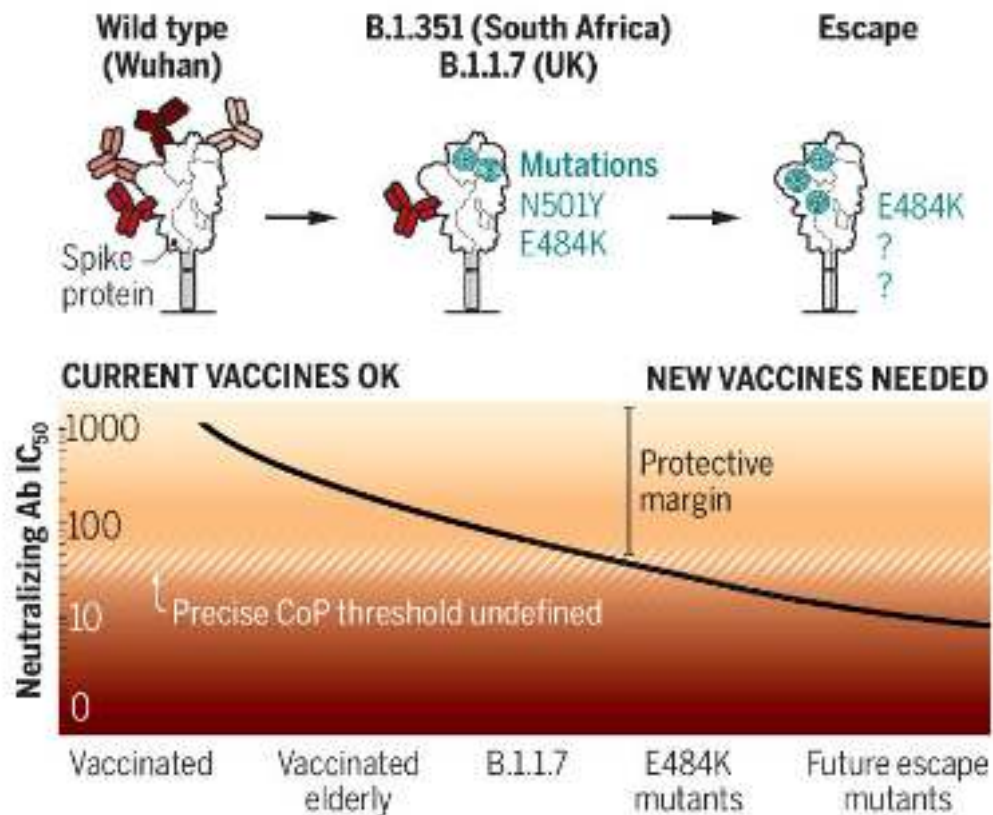 Wild type
(Wuhan)
B.1.351 (South Africa)
B.1.1.7 (UK)
Escape
Spike
protein
Mutations
N501Y
E484K
E484K
?
?
CURRENT VACCINES OK
NEW VACCINES NEEDED
Neutralizing Ab IC₅₀
1000
100
10
0
Protective
margin
Precise CoP threshold undefined
Vaccinated
Vaccinated
elderly
B.1.1.7
E484K
mutants
Future escape
mutants